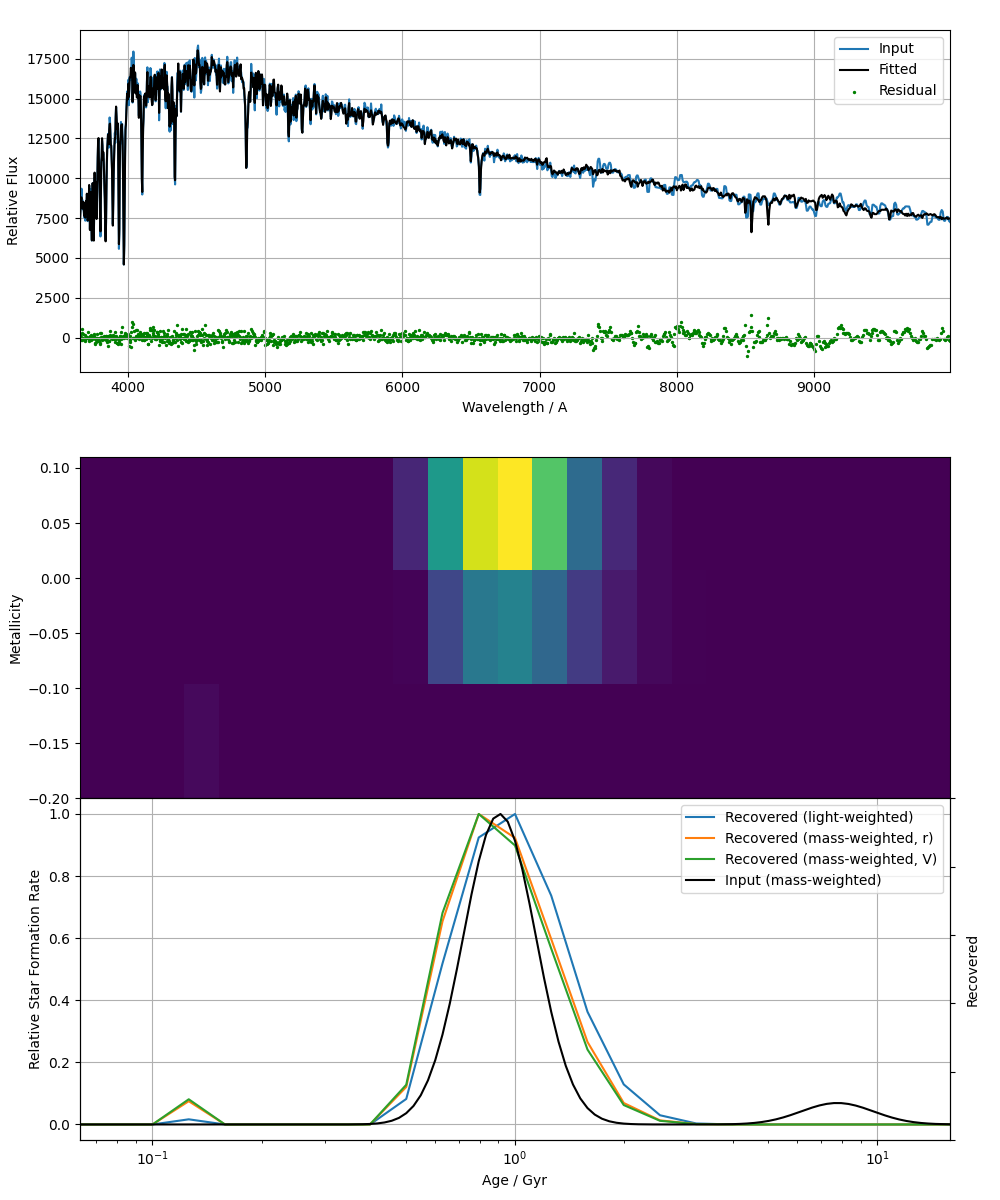 17500
15000
12500
10000
7500
5000
2500
0
Relative Flux
Input
Fitted
Residual
4000 5000 6000 7000 8000 9000
Wavelength / A
0.10
0.05
0.00
−0.05
−0.10
−0.15
−0.20
Metallicity
1.0
0.8
0.6
0.4
0.2
0.0
Relative Star Formation Rate
Recovered (light-weighted)
Recovered (mass-weighted, r)
Recovered (mass-weighted, V)
Input (mass-weighted)
Recovered
10⁻¹ 10⁰ 10¹
Age / Gyr